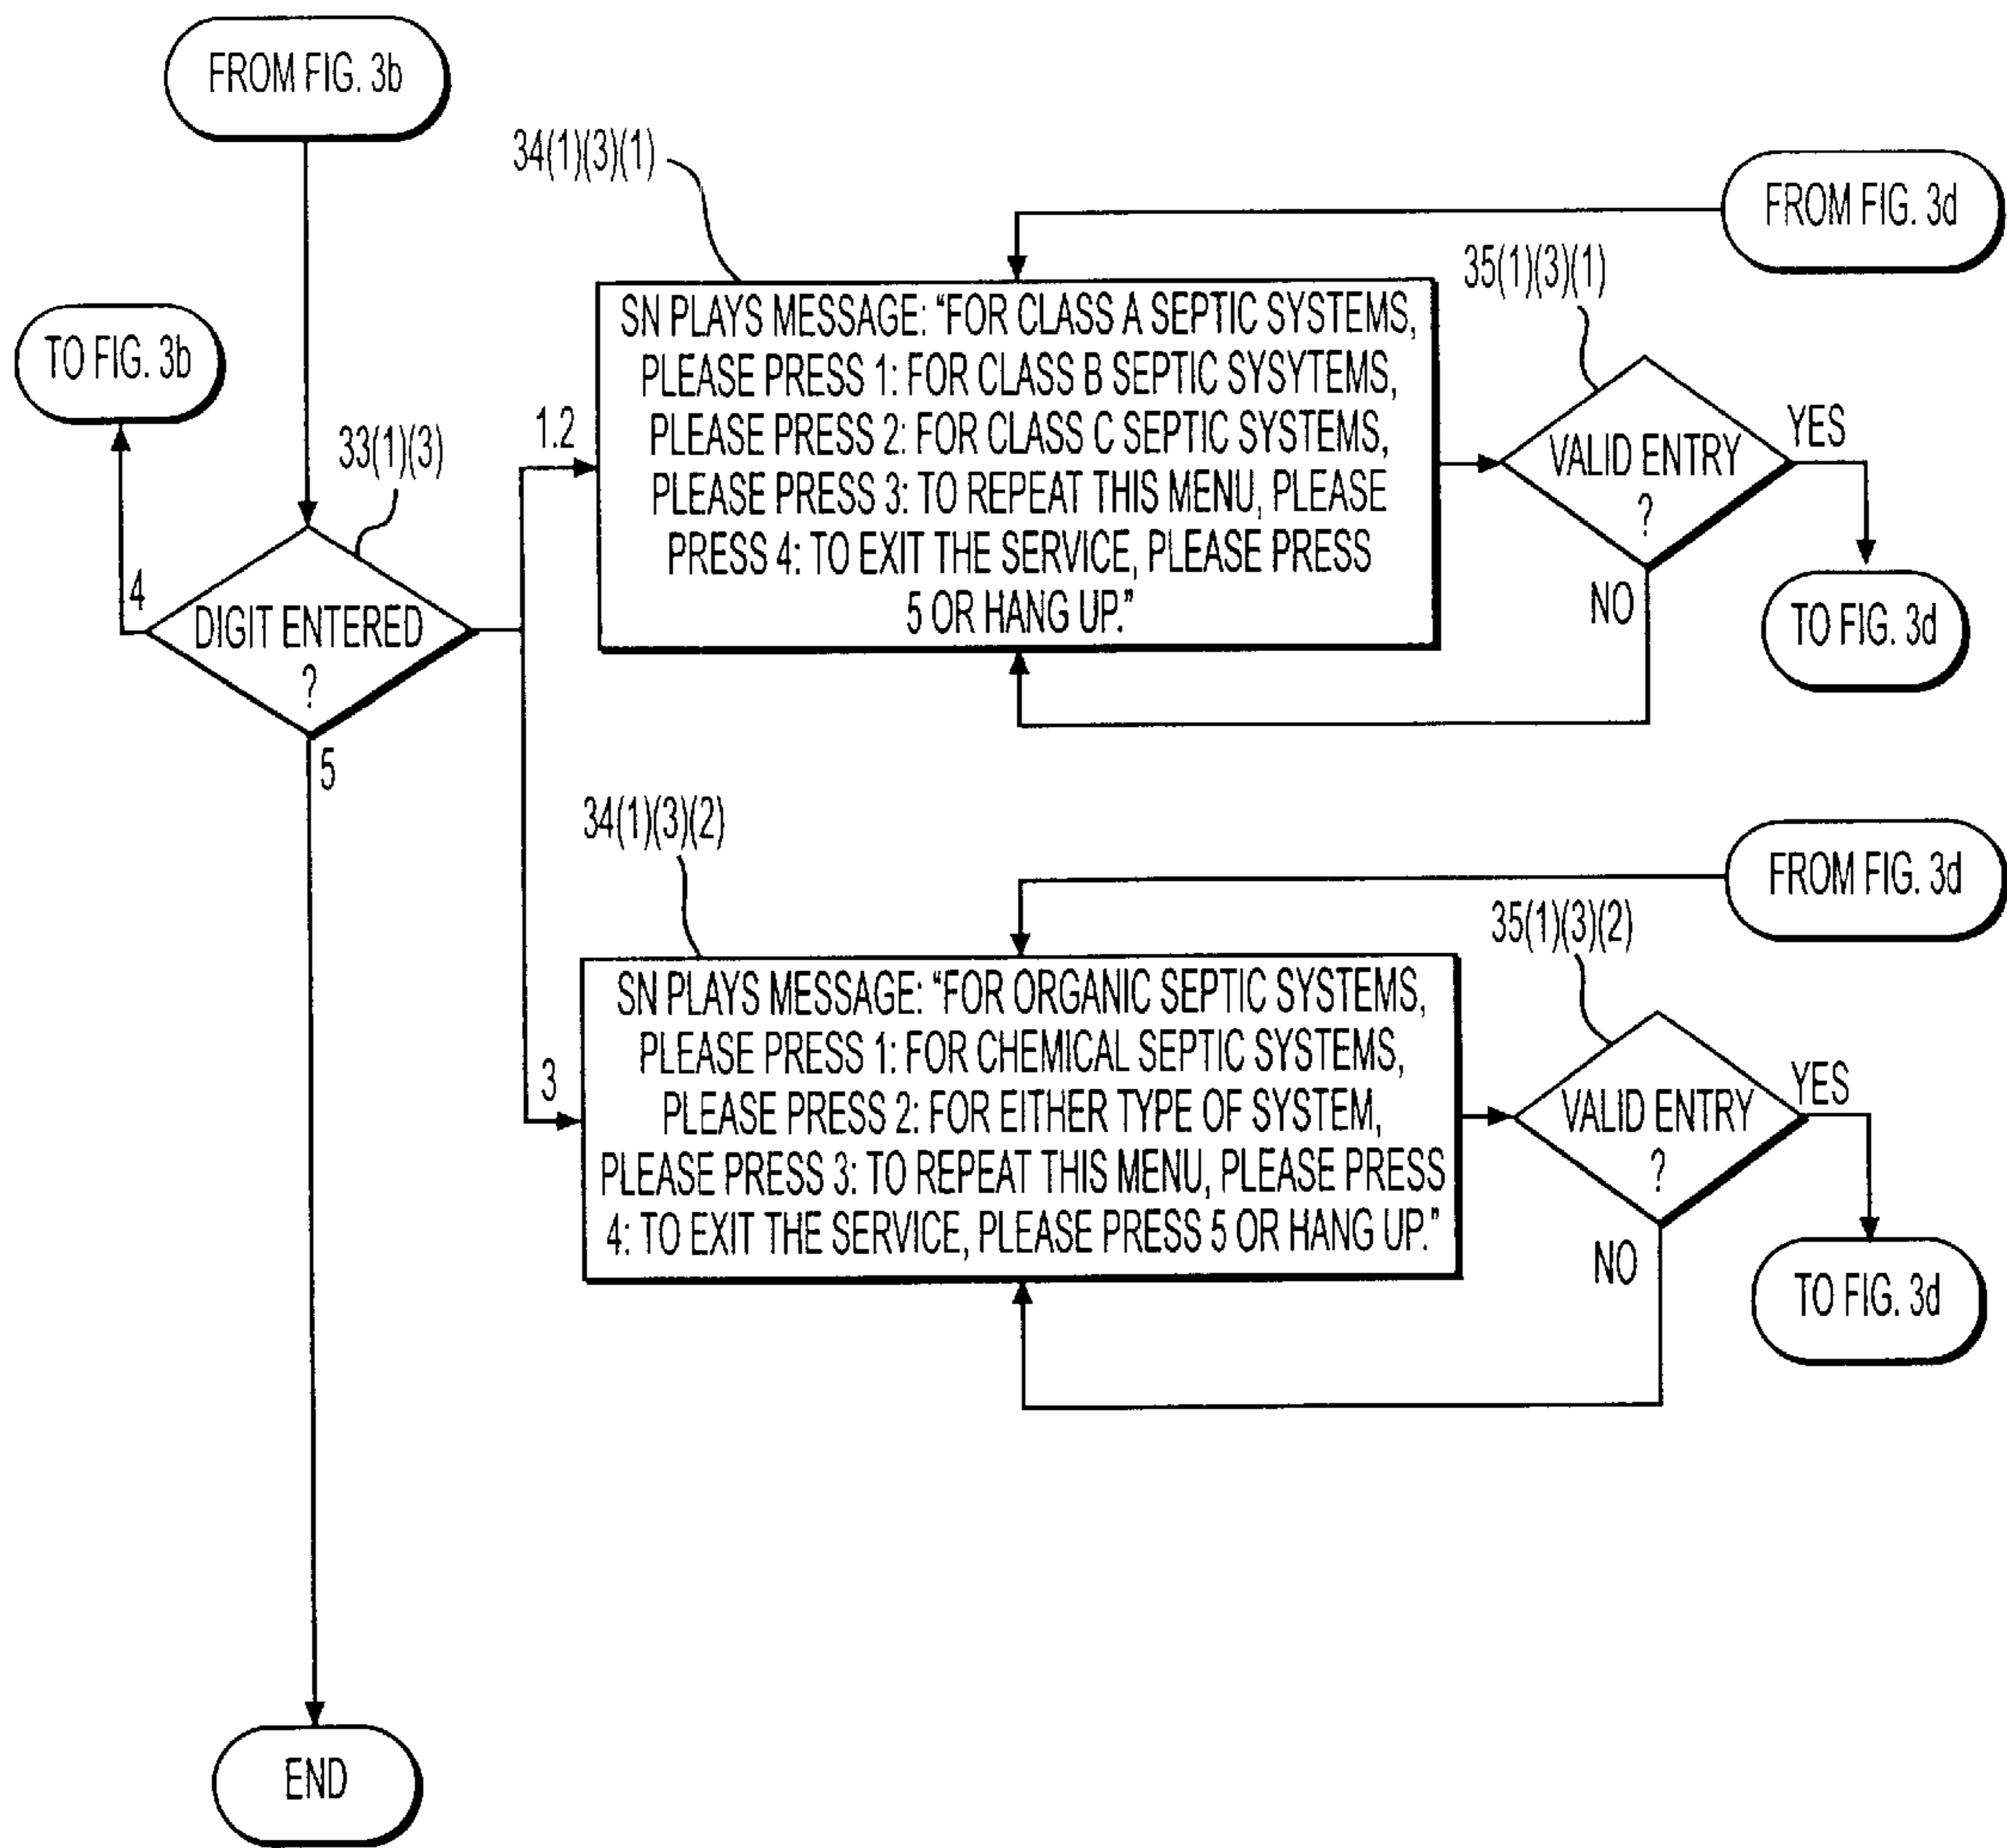 FROM FIG. 3b
34(1)(3)(1)
FROM FIG. 3d
35(1)(3)(1)
SN PLAYS MESSAGE: “FOR CLASS A SEPTIC SYSTEMS,
PLEASE PRESS 1: FOR CLASS B SEPTIC SYSYTEMS,
PLEASE PRESS 2: FOR CLASS C SEPTIC SYSTEMS,
PLEASE PRESS 3: TO REPEAT THIS MENU, PLEASE
PRESS 4: TO EXIT THE SERVICE, PLEASE PRESS
5 OR HANG UP.”
TO FIG. 3b
1.2
YES
VALID ENTRY
?
33(1)(3)
NO
TO FIG. 3d
4
DIGIT ENTERED
?
5
34(1)(3)(2)
FROM FIG. 3d
35(1)(3)(2)
SN PLAYS MESSAGE: “FOR ORGANIC SEPTIC SYSTEMS,
PLEASE PRESS 1: FOR CHEMICAL SEPTIC SYSTEMS,
PLEASE PRESS 2: FOR EITHER TYPE OF SYSTEM,
PLEASE PRESS 3: TO REPEAT THIS MENU, PLEASE PRESS
4: TO EXIT THE SERVICE, PLEASE PRESS 5 OR HANG UP.”
3
YES
VALID ENTRY
?
NO
TO FIG. 3d
END